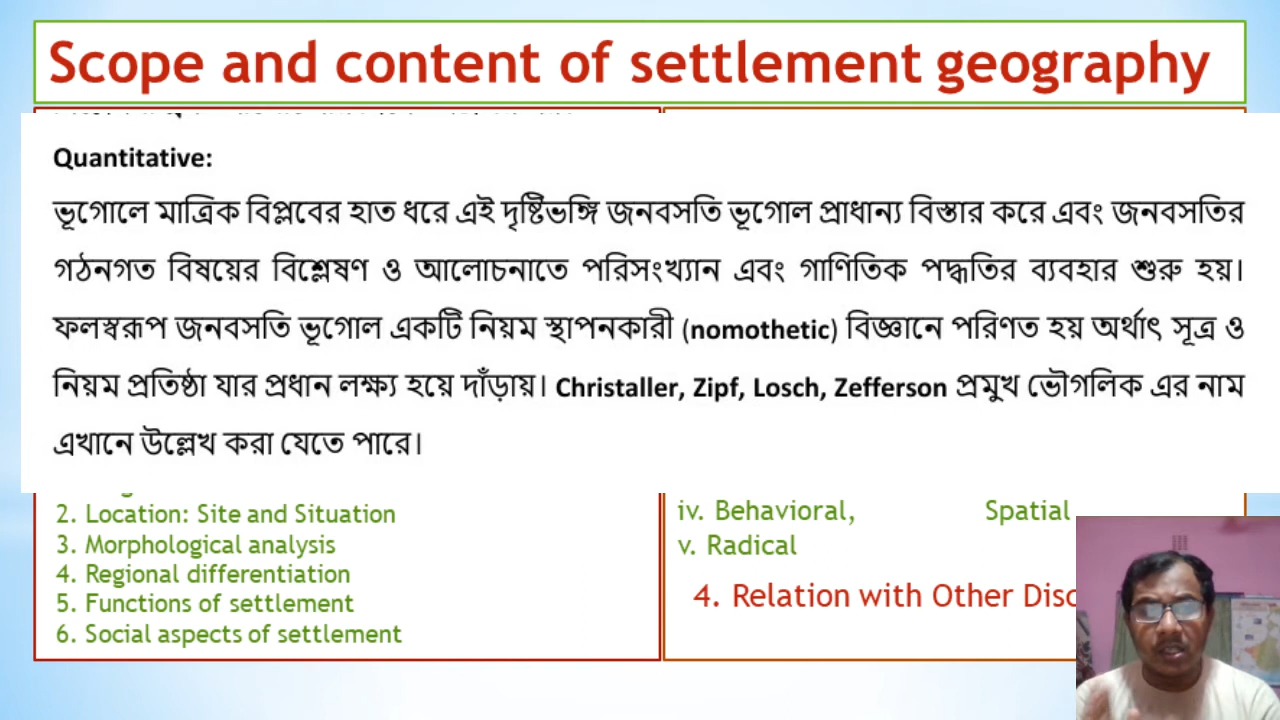 Scope and content of settlement geography
Quantitative:
ভূগোলে মাত্রিক বিপ্লবের হাত ধরে এই দৃষ্টিভঙ্গি জনবসতি ভূগোল প্রাধান্য বিস্তার করে এবং জনবসতির
গঠনগত বিষয়ের বিশ্লেষণ ও আলোচনাতে পরিসংখ্যান এবং গাণিতিক পদ্ধতির ব্যবহার শুরু হয়।
ফলস্বরূপ জনবসতি ভূগোল একটি নিয়ম স্থাপনকারী (nomothetic) বিজ্ঞানে পরিণত হয় অর্থাৎ সূত্র ও
নিয়ম প্রতিষ্ঠা যার প্রধান লক্ষ্য হয়ে দাঁড়ায়। Christaller, Zipf, Losch, Zefferson প্রমুখ ভৌগলিক এর নাম
এখানে উল্লেখ করা যেতে পারে।
2. Location: Site and Situation
3. Morphological analysis
4. Regional differentiation
5. Functions of settlement
6. Social aspects of settlement
iv. Behavioral, Spatial
v. Radical
4. Relation with Other